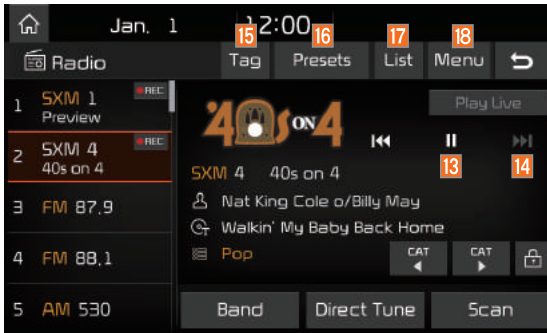 Jan. 1 12:00
15 16 17 18
Radio Tag Presets List Menu
1 SXM 1 REC
Preview
2 SXM 4 REC
40s on 4
3 FM 87.9
4 FM 88.1
5 AM 530
'40s ON 4
Play Live
13 14
SXM 4 40s on 4
Nat King Cole o/Billy May
Walkin' My Baby Back Home
Pop
CAT CAT
Band Direct Tune Scan